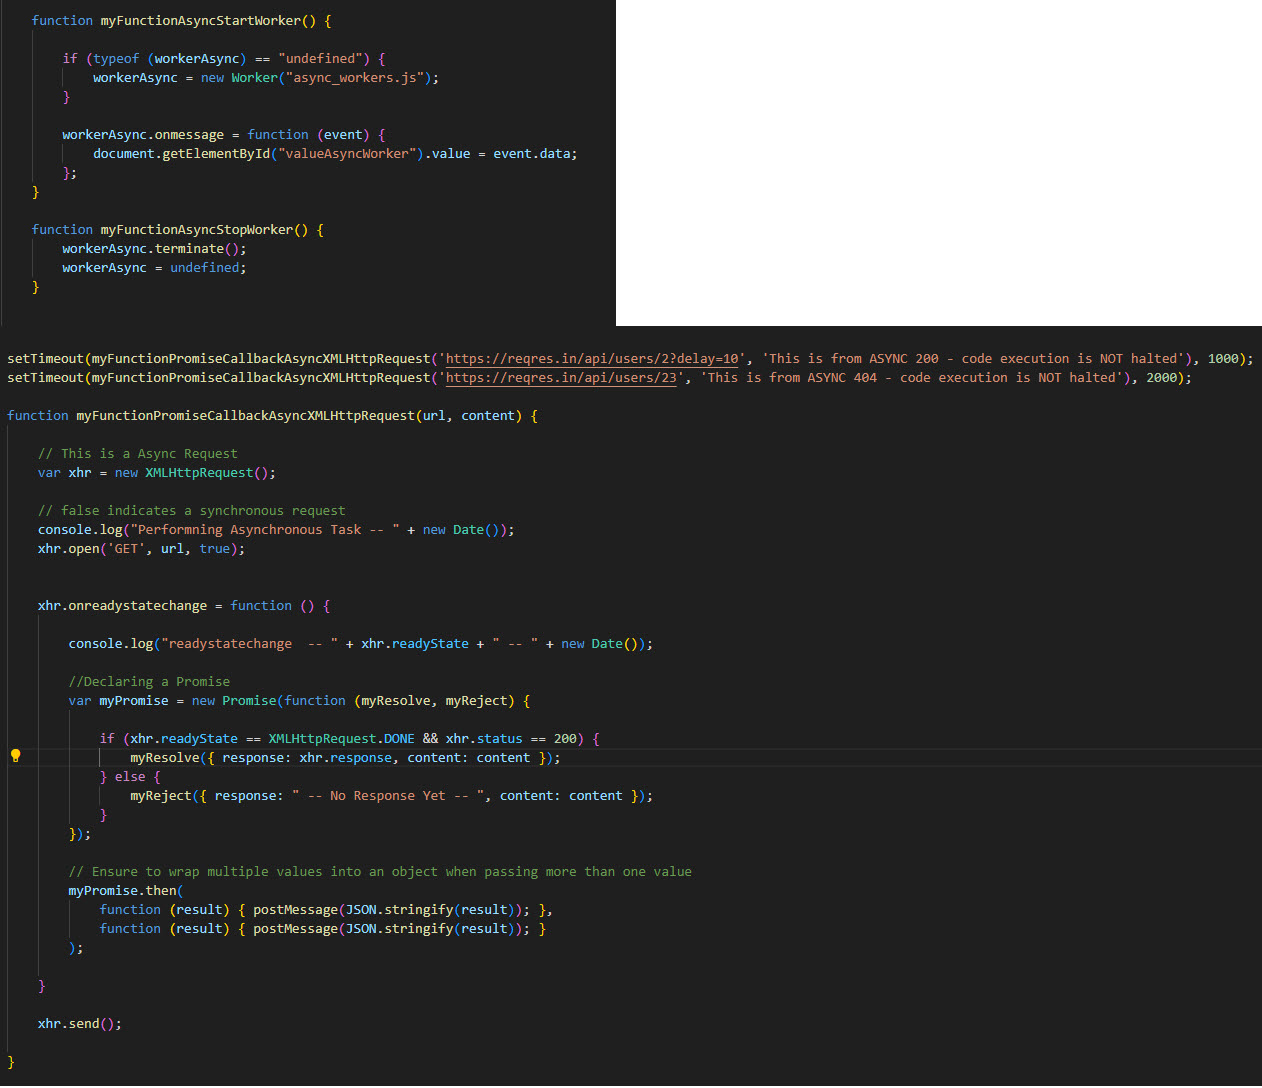 function myFunctionAsyncStartWorker() {
if (typeof (workerAsync) == "undefined") {
workerAsync = new Worker("async_workers.js");
}
workerAsync.onmessage = function (event) {
document.getElementById("valueAsyncWorker").value = event.data;
};
}
function myFunctionAsyncStopWorker() {
workerAsync.terminate();
workerAsync = undefined;
}
setTimeout(myFunctionPromiseCallbackAsyncXMLHttpRequest('https://reqres.in/api/users/2?delay=10', 'This is from ASYNC 200 - code execution is NOT halted'), 1000);
setTimeout(myFunctionPromiseCallbackAsyncXMLHttpRequest('https://reqres.in/api/users/23', 'This is from ASYNC 404 - code execution is NOT halted'), 2000);
function myFunctionPromiseCallbackAsyncXMLHttpRequest(url, content) {
// This is a Async Request
var xhr = new XMLHttpRequest();
// false indicates a synchronous request
console.log("Performning Asynchronous Task -- " + new Date());
xhr.open('GET', url, true);
xhr.onreadystatechange = function () {
console.log("readystatechange  -- " + xhr.readyState + " -- " + new Date());
//Declaring a Promise
var myPromise = new Promise(function (myResolve, myReject) {
if (xhr.readyState == XMLHttpRequest.DONE && xhr.status == 200) {
myResolve({ response: xhr.response, content: content });
} else {
myReject({ response: " -- No Response Yet -- ", content: content });
}
});
// Ensure to wrap multiple values into an object when passing more than one value
myPromise.then(
function (result) { postMessage(JSON.stringify(result)); },
function (result) { postMessage(JSON.stringify(result)); }
);
}
xhr.send();
}